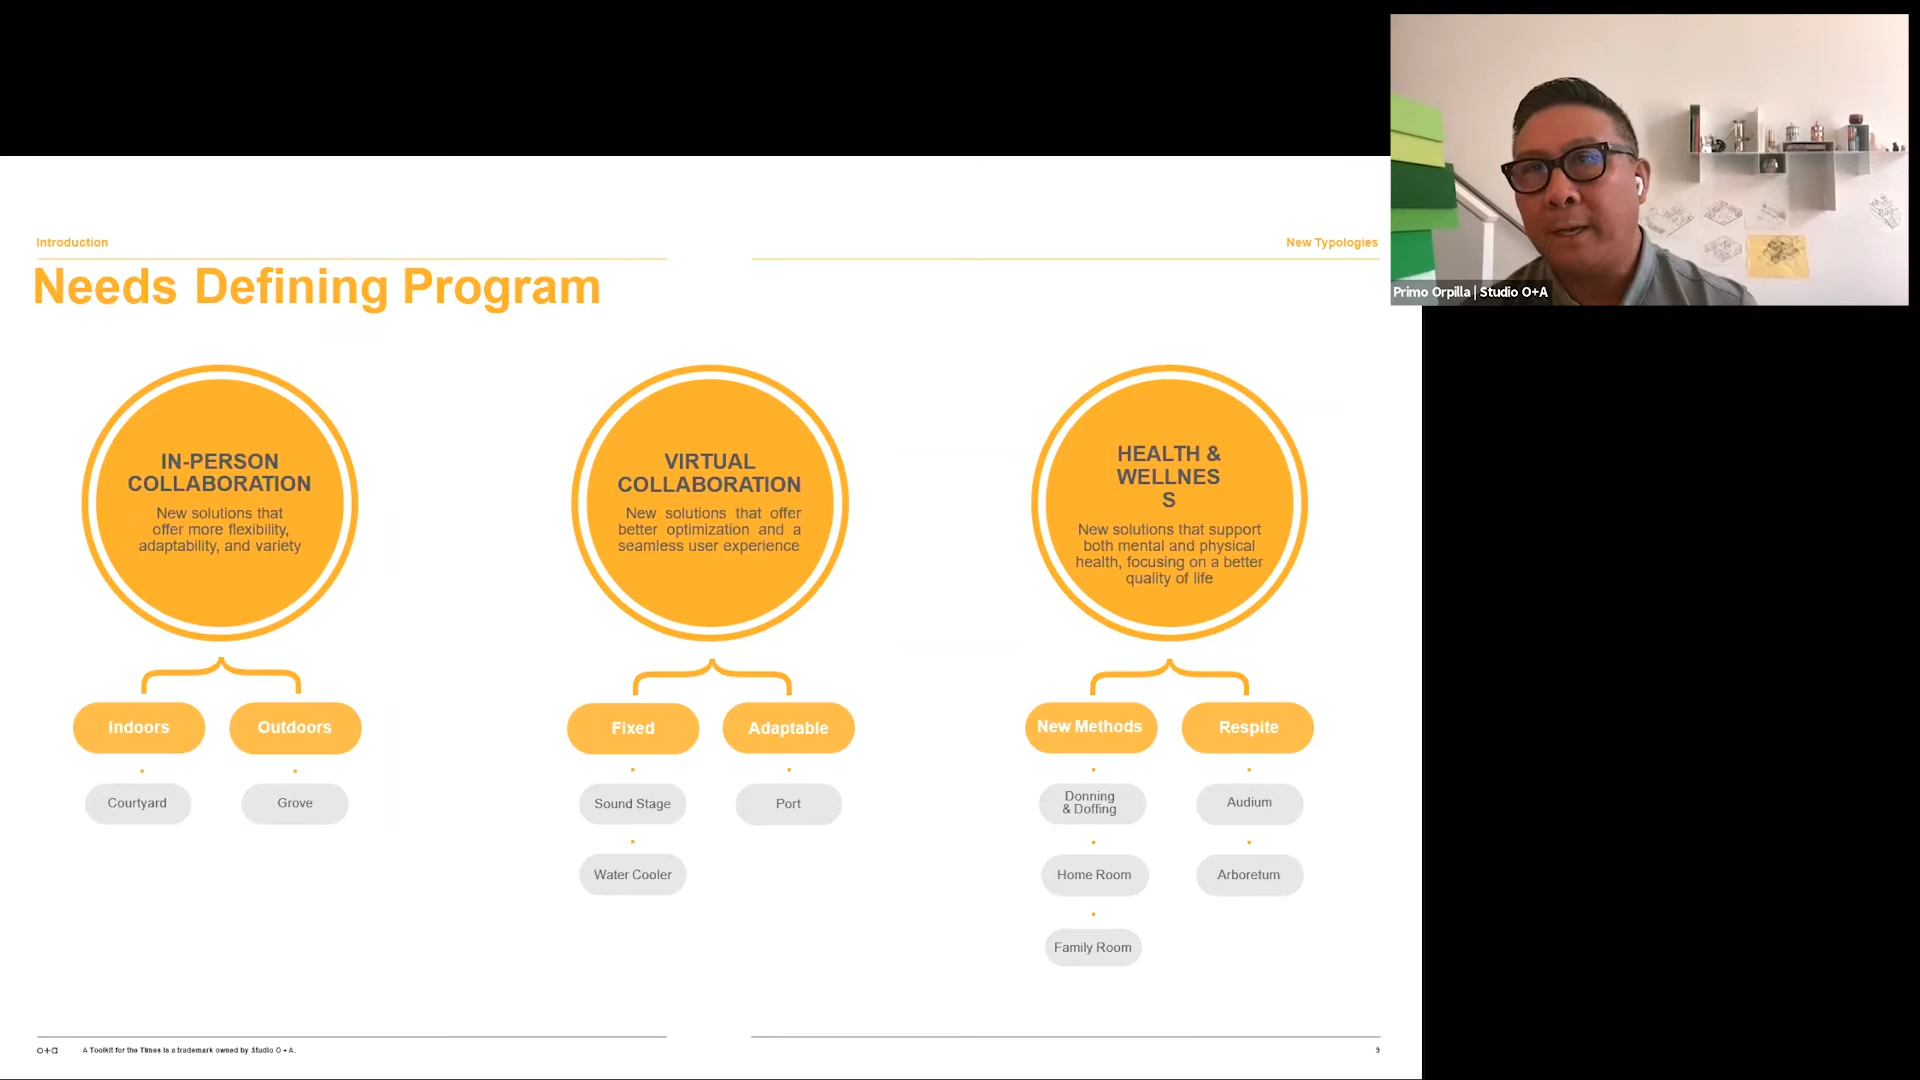 Introduction
New Typologies
Needs Defining Program
IN-PERSON
COLLABORATION
New solutions that
offer more flexibility,
adaptability, and variety
Indoors
Outdoors
Courtyard
Grove
VIRTUAL
COLLABORATION
New solutions that offer
better optimization and a
seamless user experience
Fixed
Adaptable
Sound Stage
Port
Water Cooler
HEALTH &
WELLNES
S
New solutions that support
both mental and physical
health, focusing on a better
quality of life
New Methods
Respite
Donning
& Doffing
Audium
Home Room
Arboretum
Family Room
o+a
A Toolkit for the Times is a trademark owned by Studio O + A.
9
Primo Orpilla | Studio O+A